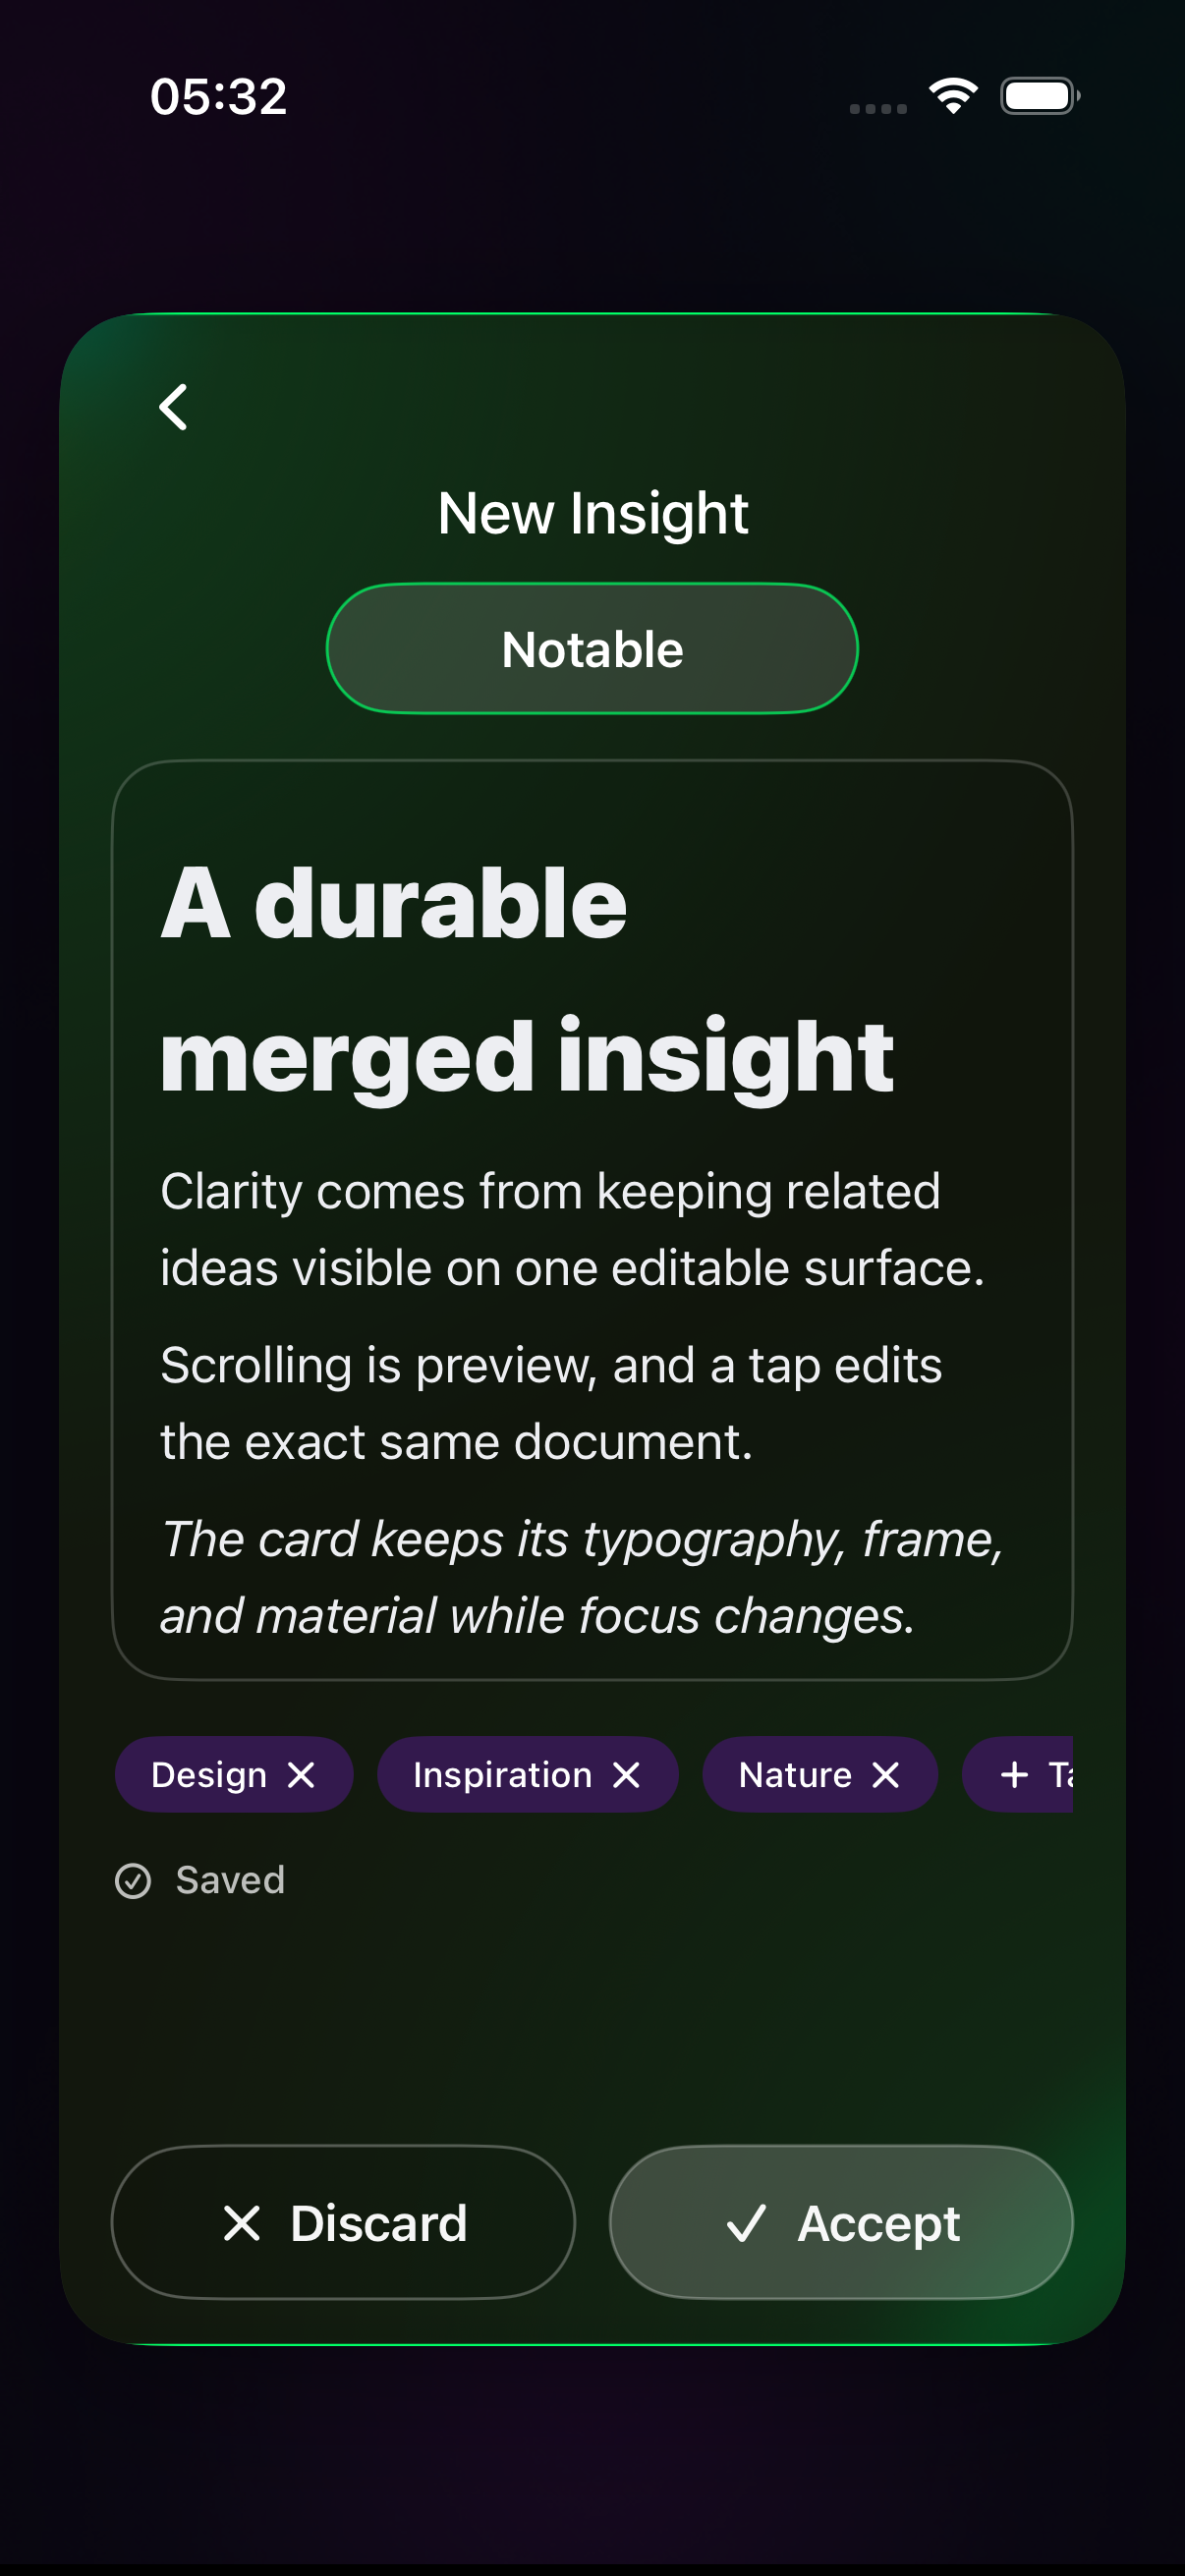 05:32
New Insight
Notable
A durable
merged insight
Clarity comes from keeping related
ideas visible on one editable surface.
Scrolling is preview, and a tap edits
the exact same document.
The card keeps its typography, frame,
and material while focus changes.
Design Inspiration Nature
Saved
Discard Accept